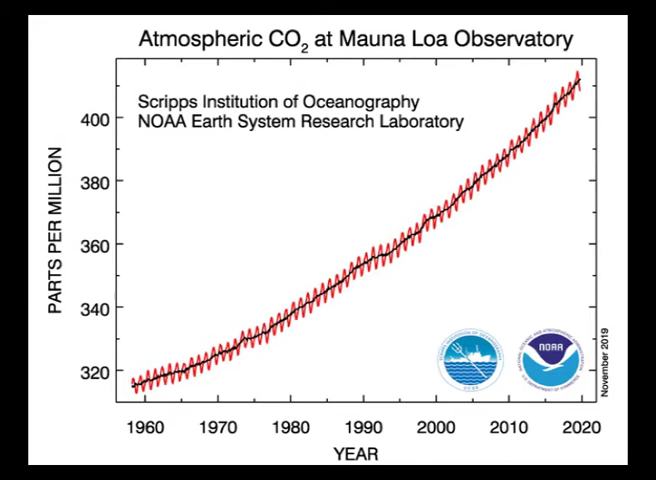 Atmospheric CO₂ at Mauna Loa Observatory
Scripps Institution of Oceanography
NOAA Earth System Research Laboratory
PARTS PER MILLION
400
380
360
340
320
NOAA
November 2019
1960 1970 1980 1990 2000 2010 2020
YEAR